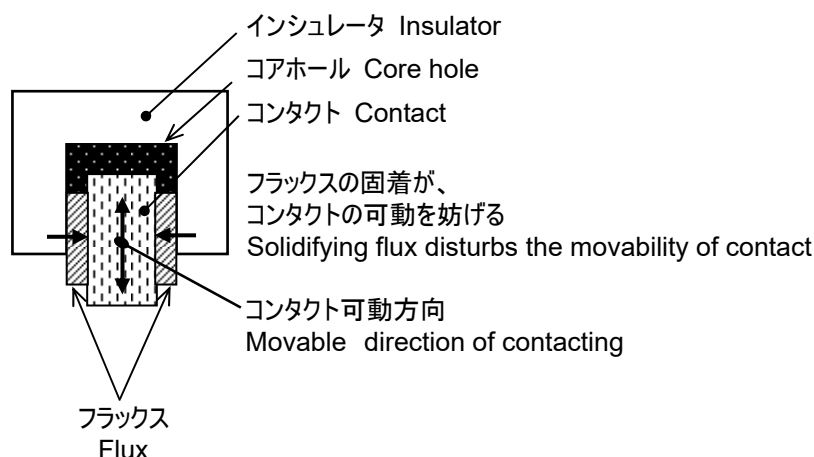 インシュレータ Insulator
コアホール Core hole
コンタクト Contact
フラックスの固着が、
コンタクトの可動を妨げる
Solidifying flux disturbs the movability of contact
コンタクト可動方向
Movable direction of contacting
フラックス
Flux